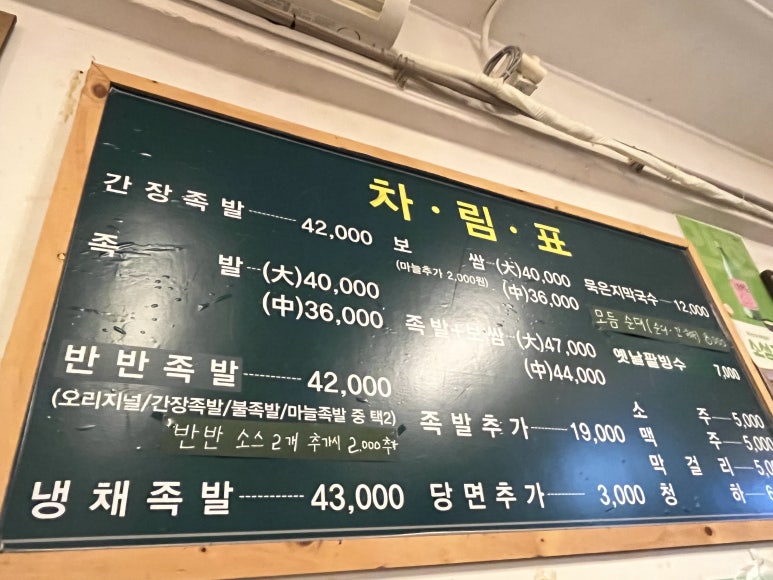 차·림·표
간장족발 42,000
족발 (大)40,000
(中)36,000
반반족발 42,000
(오리지널/간장족발/불족발/마늘족발 중 택2)
반반 소스 2개 추가시 2.000추가
냉채족발 43,000
보쌈 (大)40,000
(마늘추가 2,000원) (中)36,000
족발+보쌈 (大)47,000
(中)44,000
족발추가 19,000
당면추가 3,000
묵은지막국수 12,000
모듬 순대
옛날팥빙수 7,000
소주 5,000
맥주 5,000
막걸리
청하